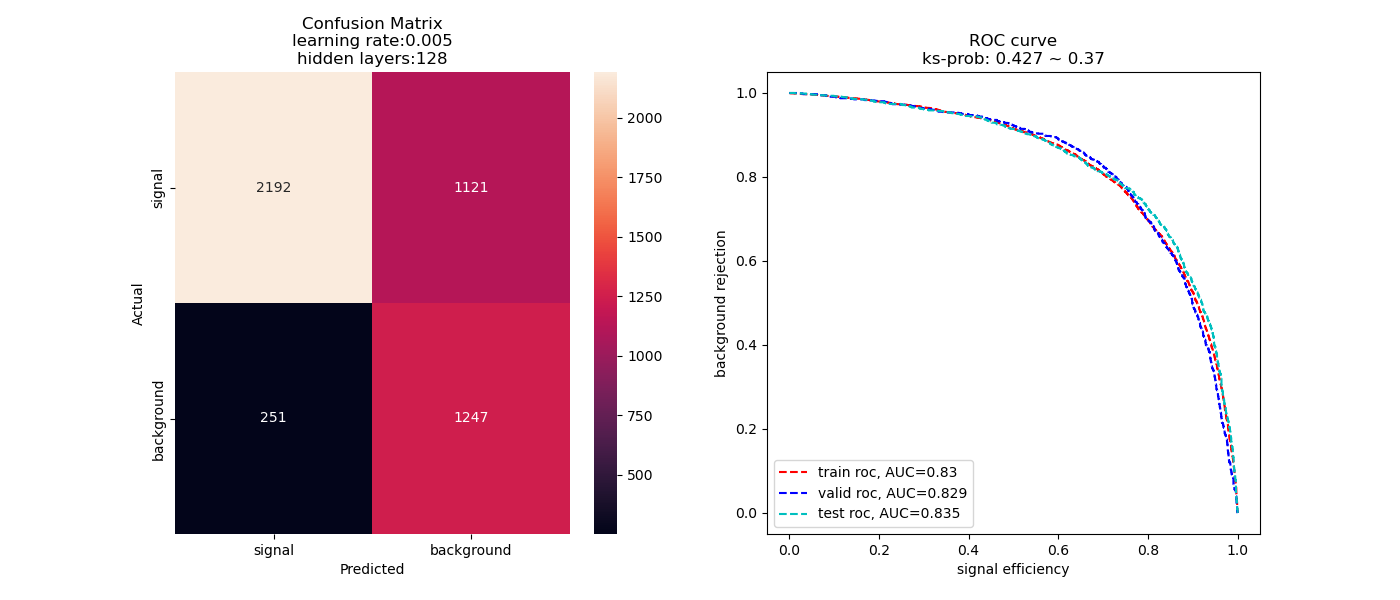 Confusion Matrix
learning rate:0.005
hidden layers:128
signal
background
Actual
2192
1121
251
1247
signal
background
Predicted
2000
1750
1500
1250
1000
750
500
ROC curve
ks-prob: 0.427 ~ 0.37
background rejection
1.0
0.8
0.6
0.4
0.2
0.0
train roc, AUC=0.83
valid roc, AUC=0.829
test roc, AUC=0.835
0.0 0.2 0.4 0.6 0.8 1.0
signal efficiency